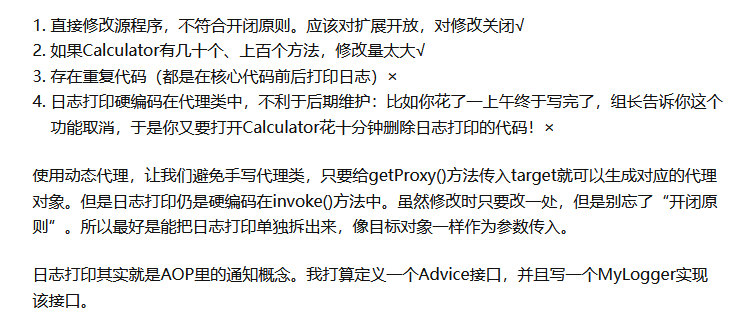 1. 直接修改源程序，不符合开闭原则。应该对扩展开放，对修改关闭√
2. 如果Calculator有几十个、上百个方法，修改量太大√
3. 存在重复代码（都是在核心代码前后打印日志）×
4. 日志打印硬编码在代理类中，不利于后期维护：比如你花了一上午终于写完了，组长告诉你这个
功能取消，于是你又要打开Calculator花十分钟删除日志打印的代码！×
使用动态代理，让我们避免手写代理类，只要给getProxy()方法传入target就可以生成对应的代理
对象。但是日志打印仍是硬编码在invoke()方法中。虽然修改时只要改一处，但是别忘了“开闭原
则”。所以最好是能把日志打印单独拆出来，像目标对象一样作为参数传入。
日志打印其实就是AOP里的通知概念。我打算定义一个Advice接口，并且写一个MyLogger实现
该接口。